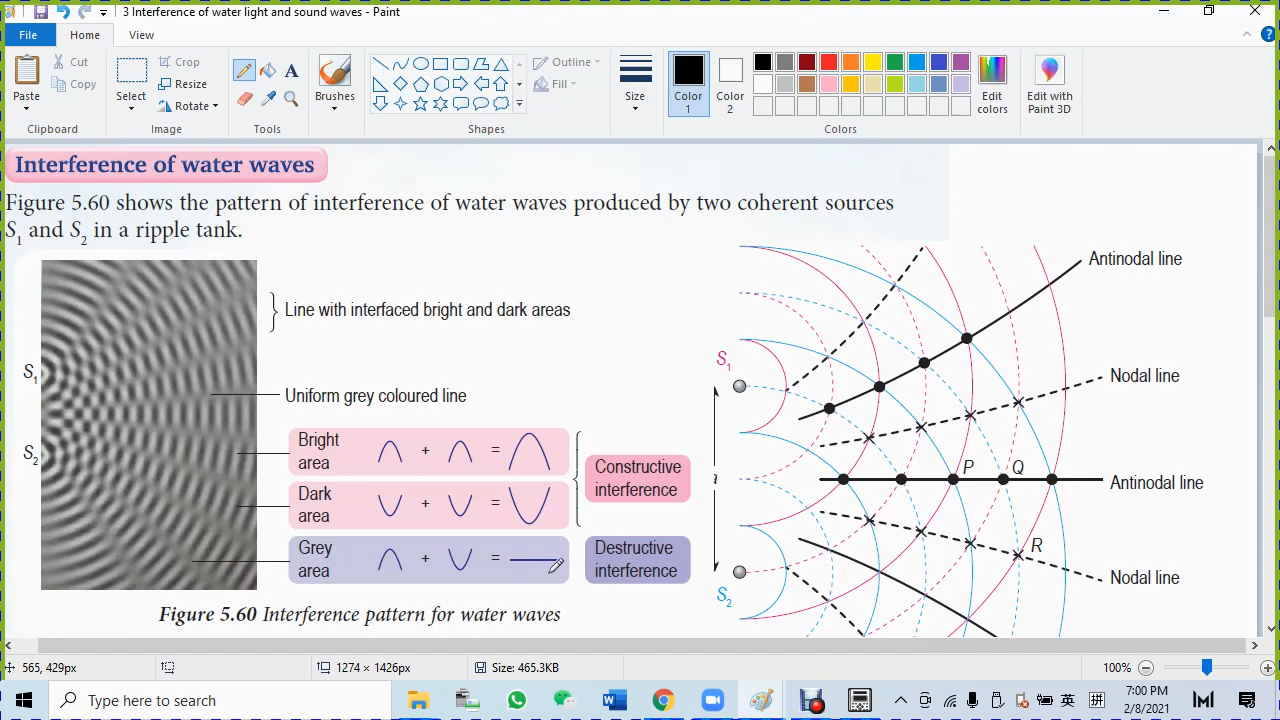 3 Interference of water light and sound waves - Paint
File
Home
View
Paste
Cut
Copy
Clipboard
Select
Crop
Resize
Rotate
Image
A
Tools
Brushes
Outline
Fill
Shapes
Size
Color
1
Color
2
Edit
colors
Colors
Edit with
Paint 3D
Interference of water waves
Figure 5.60 shows the pattern of interference of water waves produced by two coherent sources
S1 and S2 in a ripple tank.
Line with interfaced bright and dark areas
S1
Uniform grey coloured line
S2
Bright
area
+ =
Dark
area
+ =
Grey
area
+ =
Constructive
interference
Destructive
interference
Figure 5.60 Interference pattern for water waves
Antinodal line
S1
Nodal line
P Q
Antinodal line
R
S2
Nodal line
565, 429px
1274 × 1426px
Size: 465.3KB
100%
Type here to search
英
拼
7:00 PM
2/8/2021